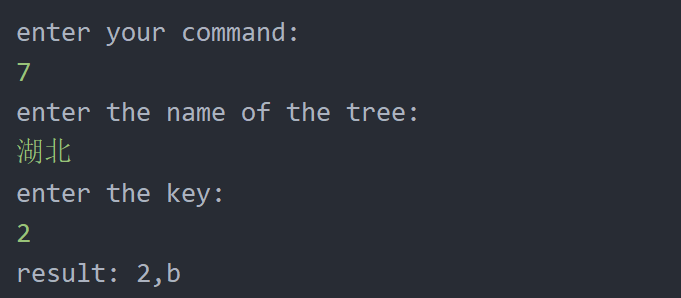 enter your command:
7
enter the name of the tree:
湖北
enter the key:
2
result: 2,b